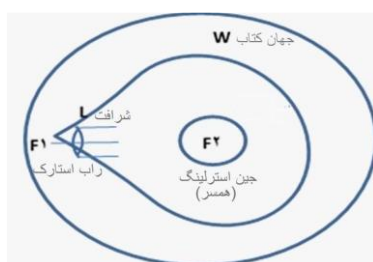 جهان کتاب W
شرافت L
F۱
راب استارک
F۲
جین استرلینگ
(همسر)